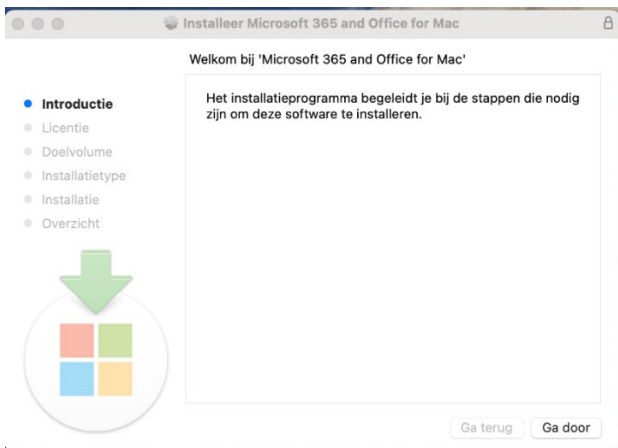 Installeer Microsoft 365 and Office for Mac
Welkom bij 'Microsoft 365 and Office for Mac'
Introductie
Licentie
Doelvolume
Installatietype
Installatie
Overzicht
Het installatieprogramma begeleidt je bij de stappen die nodig
zijn om deze software te installeren.
Ga terug
Ga door